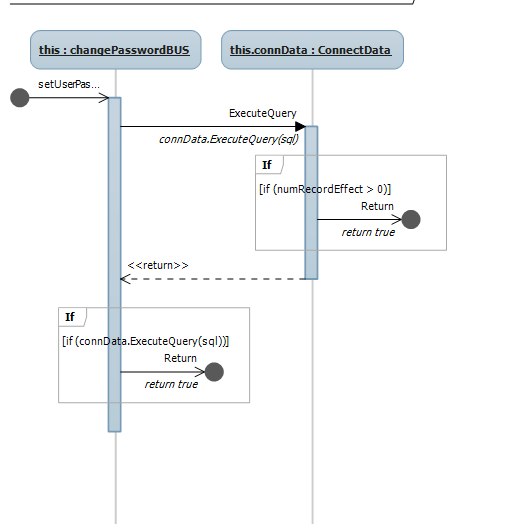 this : changePasswordBUS
this.connData : ConnectData
setUserPas...
ExecuteQuery
connData.ExecuteQuery(sql)
If
[if (numRecordEffect > 0)]
Return
return true
<<return>>
If
[if (connData.ExecuteQuery(sql))]
Return
return true